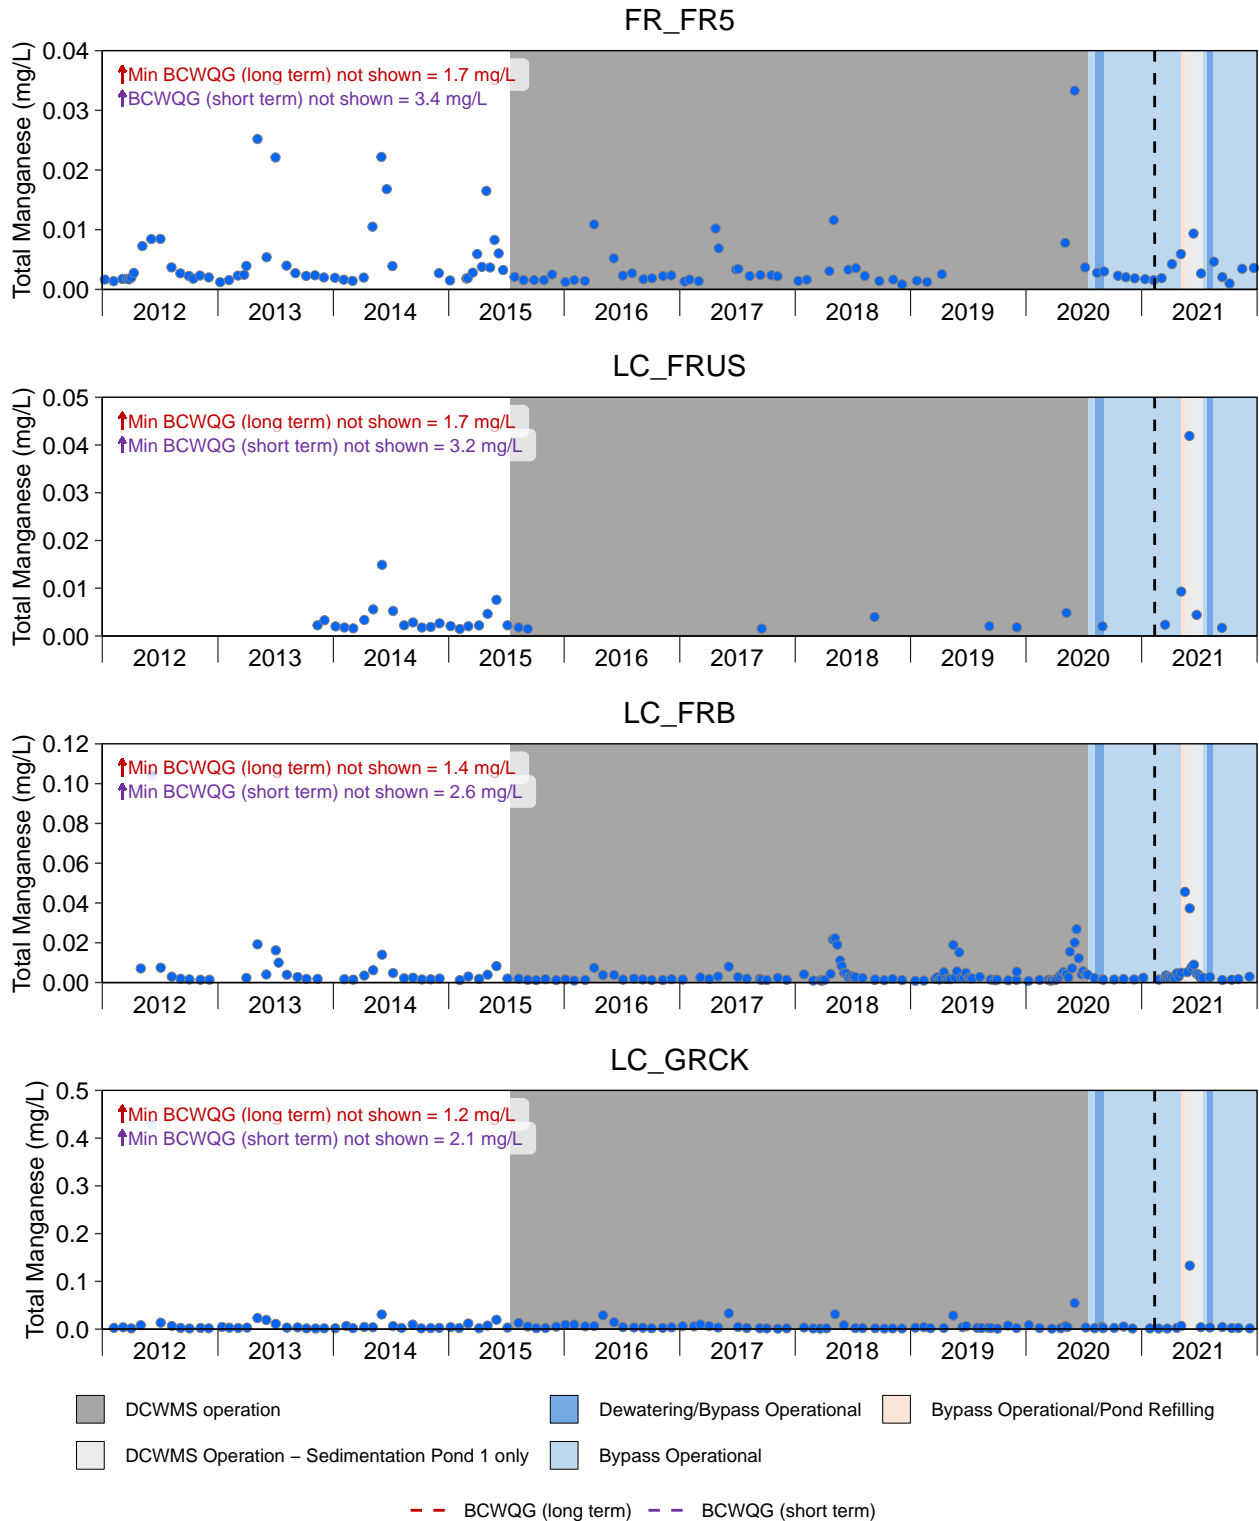 FR_FR5
Total Manganese (mg/L)
0.04
0.03
0.02
0.01
0.00
↑Min BCWQG (long term) not shown = 1.7 mg/L
↑BCWQG (short term) not shown = 3.4 mg/L
2012 2013 2014 2015 2016 2017 2018 2019 2020 2021
LC_FRUS
Total Manganese (mg/L)
0.05
0.04
0.03
0.02
0.01
0.00
↑Min BCWQG (long term) not shown = 1.7 mg/L
↑Min BCWQG (short term) not shown = 3.2 mg/L
2012 2013 2014 2015 2016 2017 2018 2019 2020 2021
LC_FRB
Total Manganese (mg/L)
0.12
0.10
0.08
0.06
0.04
0.02
0.00
↑Min BCWQG (long term) not shown = 1.4 mg/L
↑Min BCWQG (short term) not shown = 2.6 mg/L
2012 2013 2014 2015 2016 2017 2018 2019 2020 2021
LC_GRCK
Total Manganese (mg/L)
0.5
0.4
0.3
0.2
0.1
0.0
↑Min BCWQG (long term) not shown = 1.2 mg/L
↑Min BCWQG (short term) not shown = 2.1 mg/L
2012 2013 2014 2015 2016 2017 2018 2019 2020 2021
DCWMS operation Dewatering/Bypass Operational Bypass Operational/Pond Refilling
DCWMS Operation – Sedimentation Pond 1 only Bypass Operational
BCWQG (long term) BCWQG (short term)